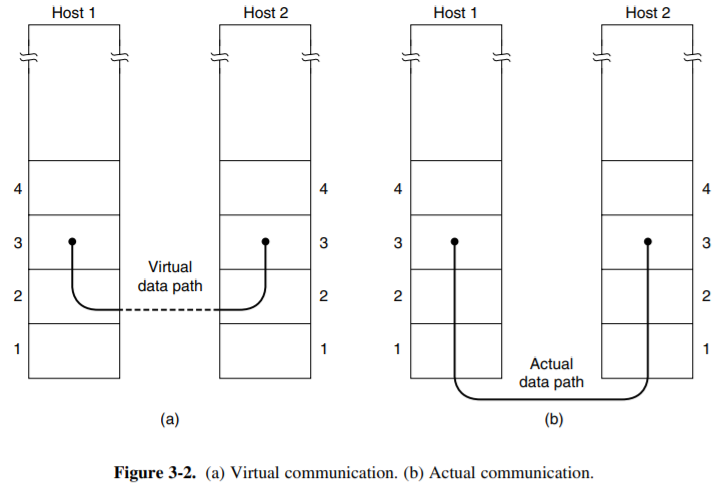 Host 1
Host 2
Host 1
Host 2
4
4
4
4
3
3
3
3
Virtual
data path
2
2
2
2
1
1
1
1
Actual
data path
(a)
(b)
Figure 3-2. (a) Virtual communication. (b) Actual communication.